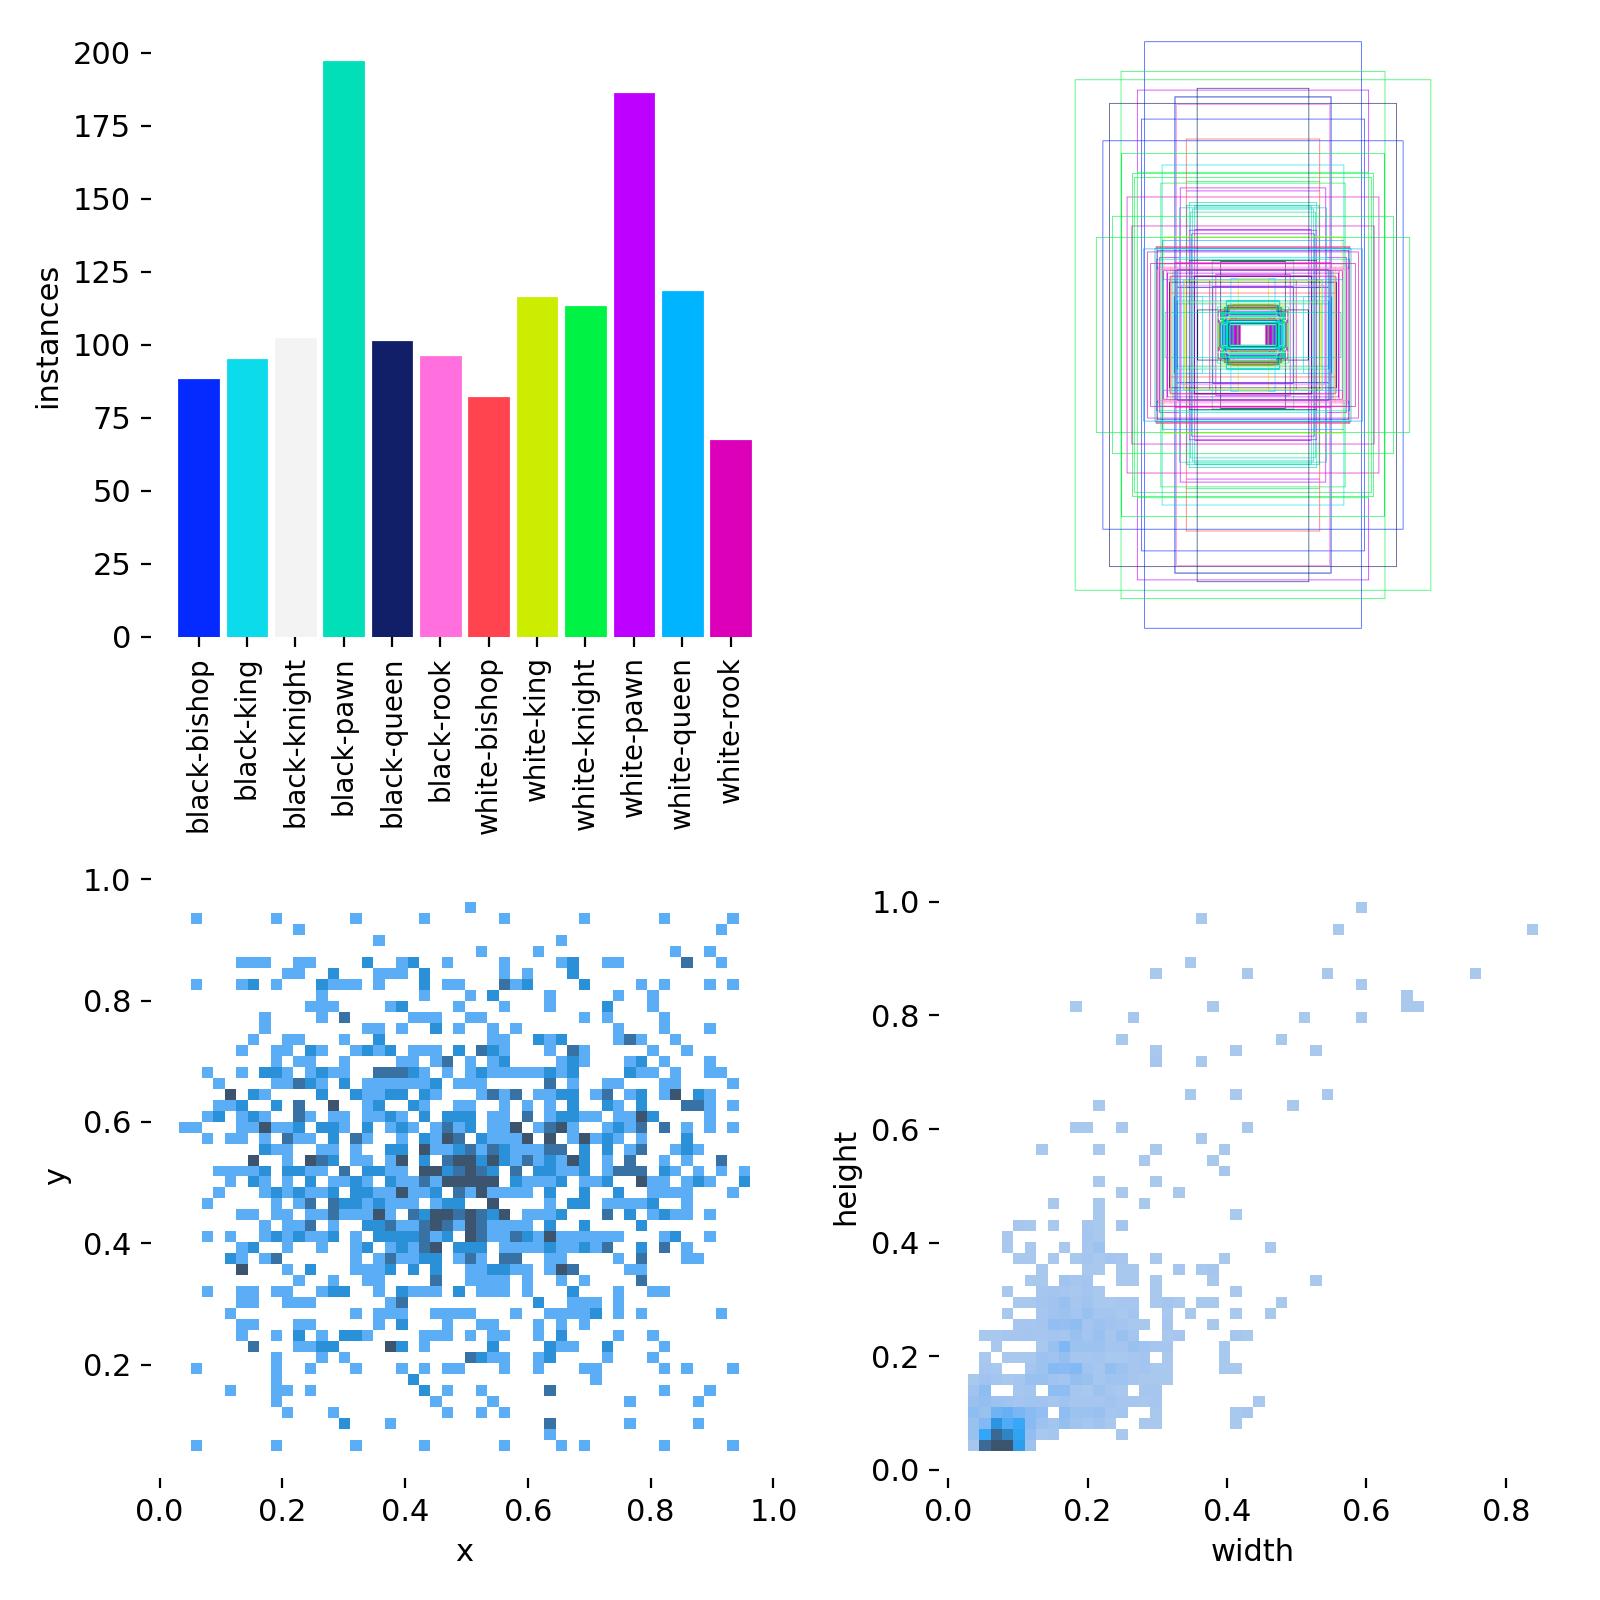 200
175
150
125
100
75
50
25
0
instances
black-bishop
black-king
black-knight
black-pawn
black-queen
black-rook
white-bishop
white-king
white-knight
white-pawn
white-queen
white-rook
1.0
0.8
0.6
0.4
0.2
y
0.0 0.2 0.4 0.6 0.8 1.0
x
1.0
0.8
0.6
0.4
0.2
0.0
height
0.0 0.2 0.4 0.6 0.8
width